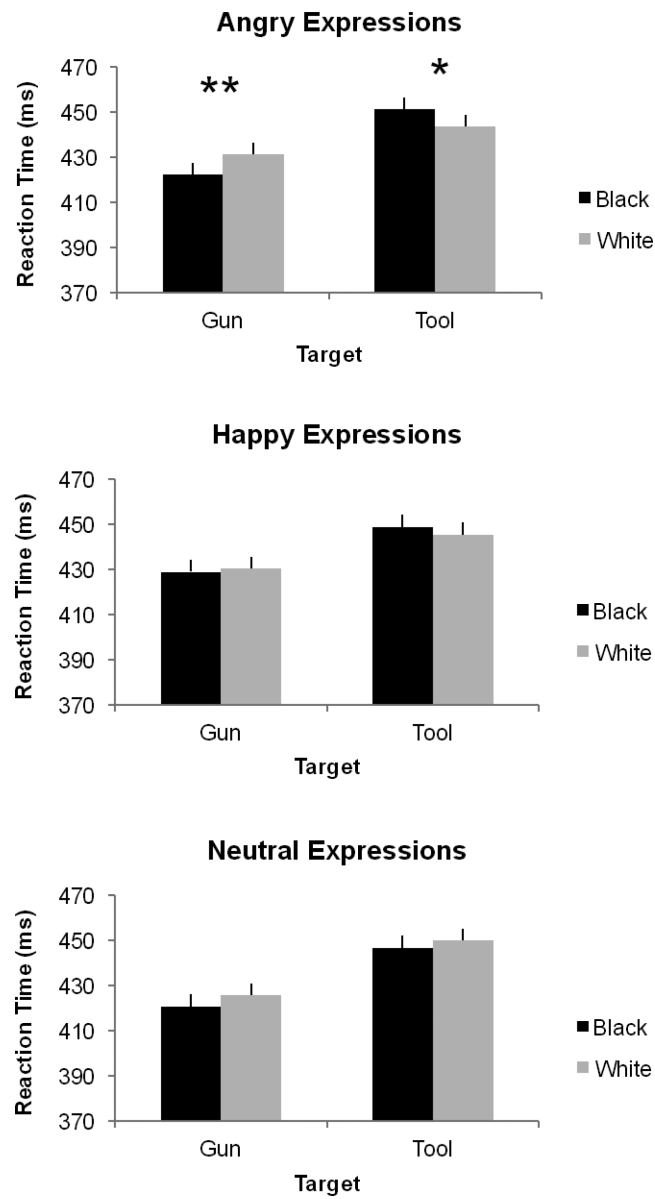 Angry Expressions
470
450
430
410
390
370
Reaction Time (ms)
**
*
Black
White
Gun Tool
Target
Happy Expressions
470
450
430
410
390
370
Reaction Time (ms)
Black
White
Gun Tool
Target
Neutral Expressions
470
450
430
410
390
370
Reaction Time (ms)
Black
White
Gun Tool
Target